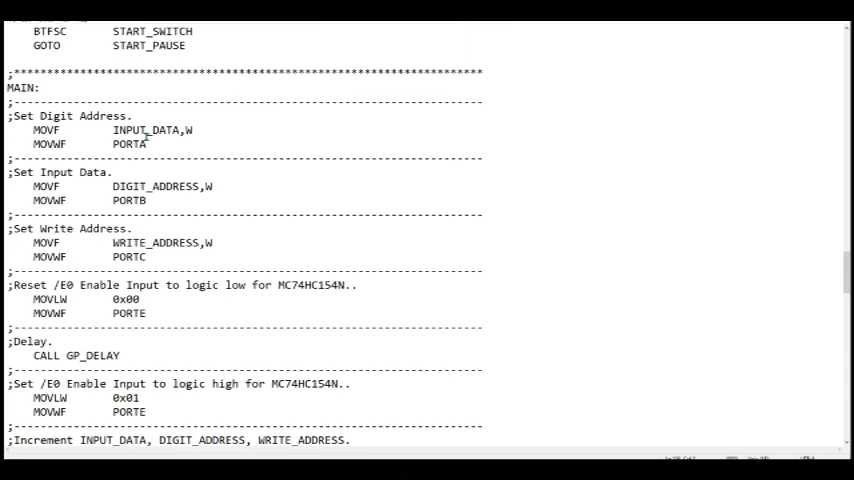 BTFSC START_SWITCH
GOTO START_PAUSE
;***********************************************************************
MAIN:
;-----------------------------------------------------------------------
;Set Digit Address.
MOVF INPUT_DATA,W
MOVWF PORTA
;-----------------------------------------------------------------------
;Set Input Data.
MOVF DIGIT_ADDRESS,W
MOVWF PORTB
;-----------------------------------------------------------------------
;Set Write Address.
MOVF WRITE_ADDRESS,W
MOVWF PORTC
;-----------------------------------------------------------------------
;Reset /E0 Enable Input to logic low for MC74HC154N..
MOVLW 0x00
MOVWF PORTE
;-----------------------------------------------------------------------
;Delay.
CALL GP_DELAY
;-----------------------------------------------------------------------
;Set /E0 Enable Input to logic high for MC74HC154N..
MOVLW 0x01
MOVWF PORTE
;-----------------------------------------------------------------------
;Increment INPUT_DATA, DIGIT_ADDRESS, WRITE_ADDRESS.